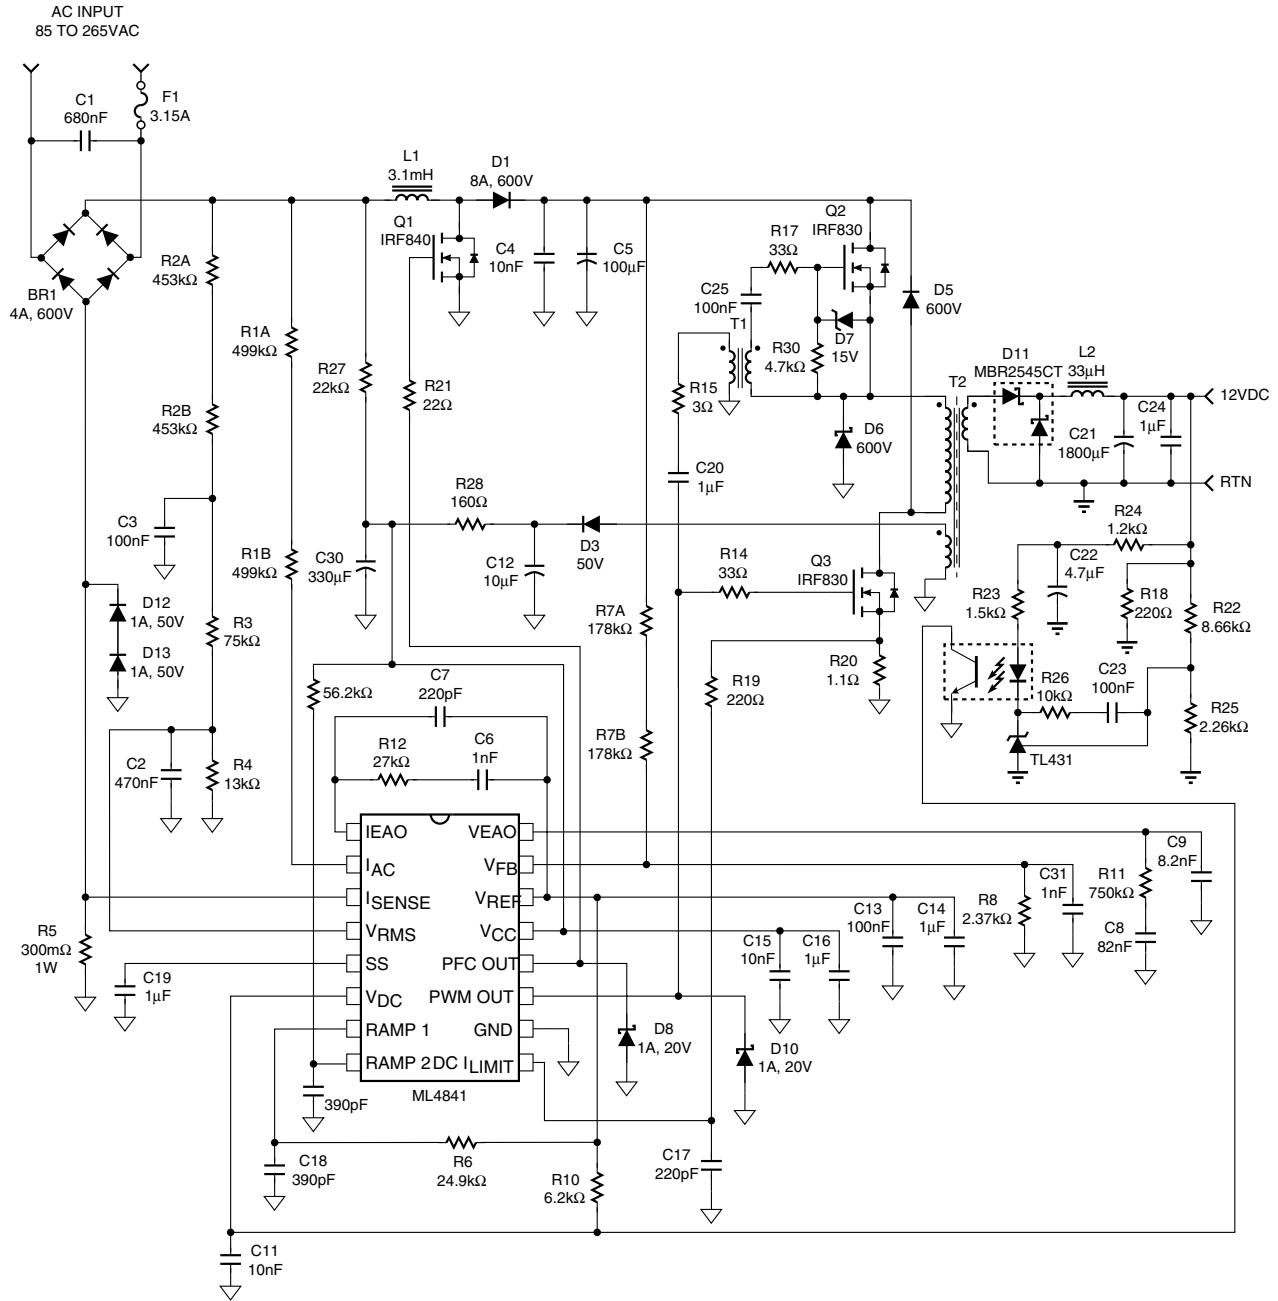 AC INPUT
85 TO 265VAC
C1
680nF
F1
3.15A
BR1
4A, 600V
R2A
453kΩ
R1A
499kΩ
R27
22kΩ
L1
3.1mH
Q1
IRF840
D1
8A, 600V
C4
10nF
C5
100µF
R21
22Ω
R17
33Ω
Q2
IRF830
C25
100nF
T1
D7
15V
R30
4.7kΩ
R15
3Ω
D5
600V
D6
600V
T2
D11
MBR2545CT
L2
33µH
C21
1800µF
C24
1µF
12VDC
RTN
R2B
453kΩ
C3
100nF
R1B
499kΩ
C30
330µF
R28
160Ω
C12
10µF
D3
50V
C20
1µF
R14
33Ω
Q3
IRF830
R24
1.2kΩ
C22
4.7µF
R23
1.5kΩ
R18
220Ω
R22
8.66kΩ
D12
1A, 50V
D13
1A, 50V
R3
75kΩ
R7A
178kΩ
R20
1.1Ω
R19
220Ω
R26
10kΩ
C23
100nF
R25
2.26kΩ
TL431
56.2kΩ
C7
220pF
R12
27kΩ
C6
1nF
R7B
178kΩ
C2
470nF
R4
13kΩ
IEAO
VEAO
IAC
VFB
ISENSE
VREF
VRMS
VCC
SS
PFC OUT
VDC
PWM OUT
RAMP 1
GND
RAMP 2
DC ILIMIT
ML4841
R5
300mΩ
1W
C19
1µF
C15
10nF
C16
1µF
C13
100nF
C14
1µF
R8
2.37kΩ
C31
1nF
R11
750kΩ
C9
8.2nF
C8
82nF
D8
1A, 20V
D10
1A, 20V
390pF
C18
390pF
R6
24.9kΩ
R10
6.2kΩ
C17
220pF
C11
10nF